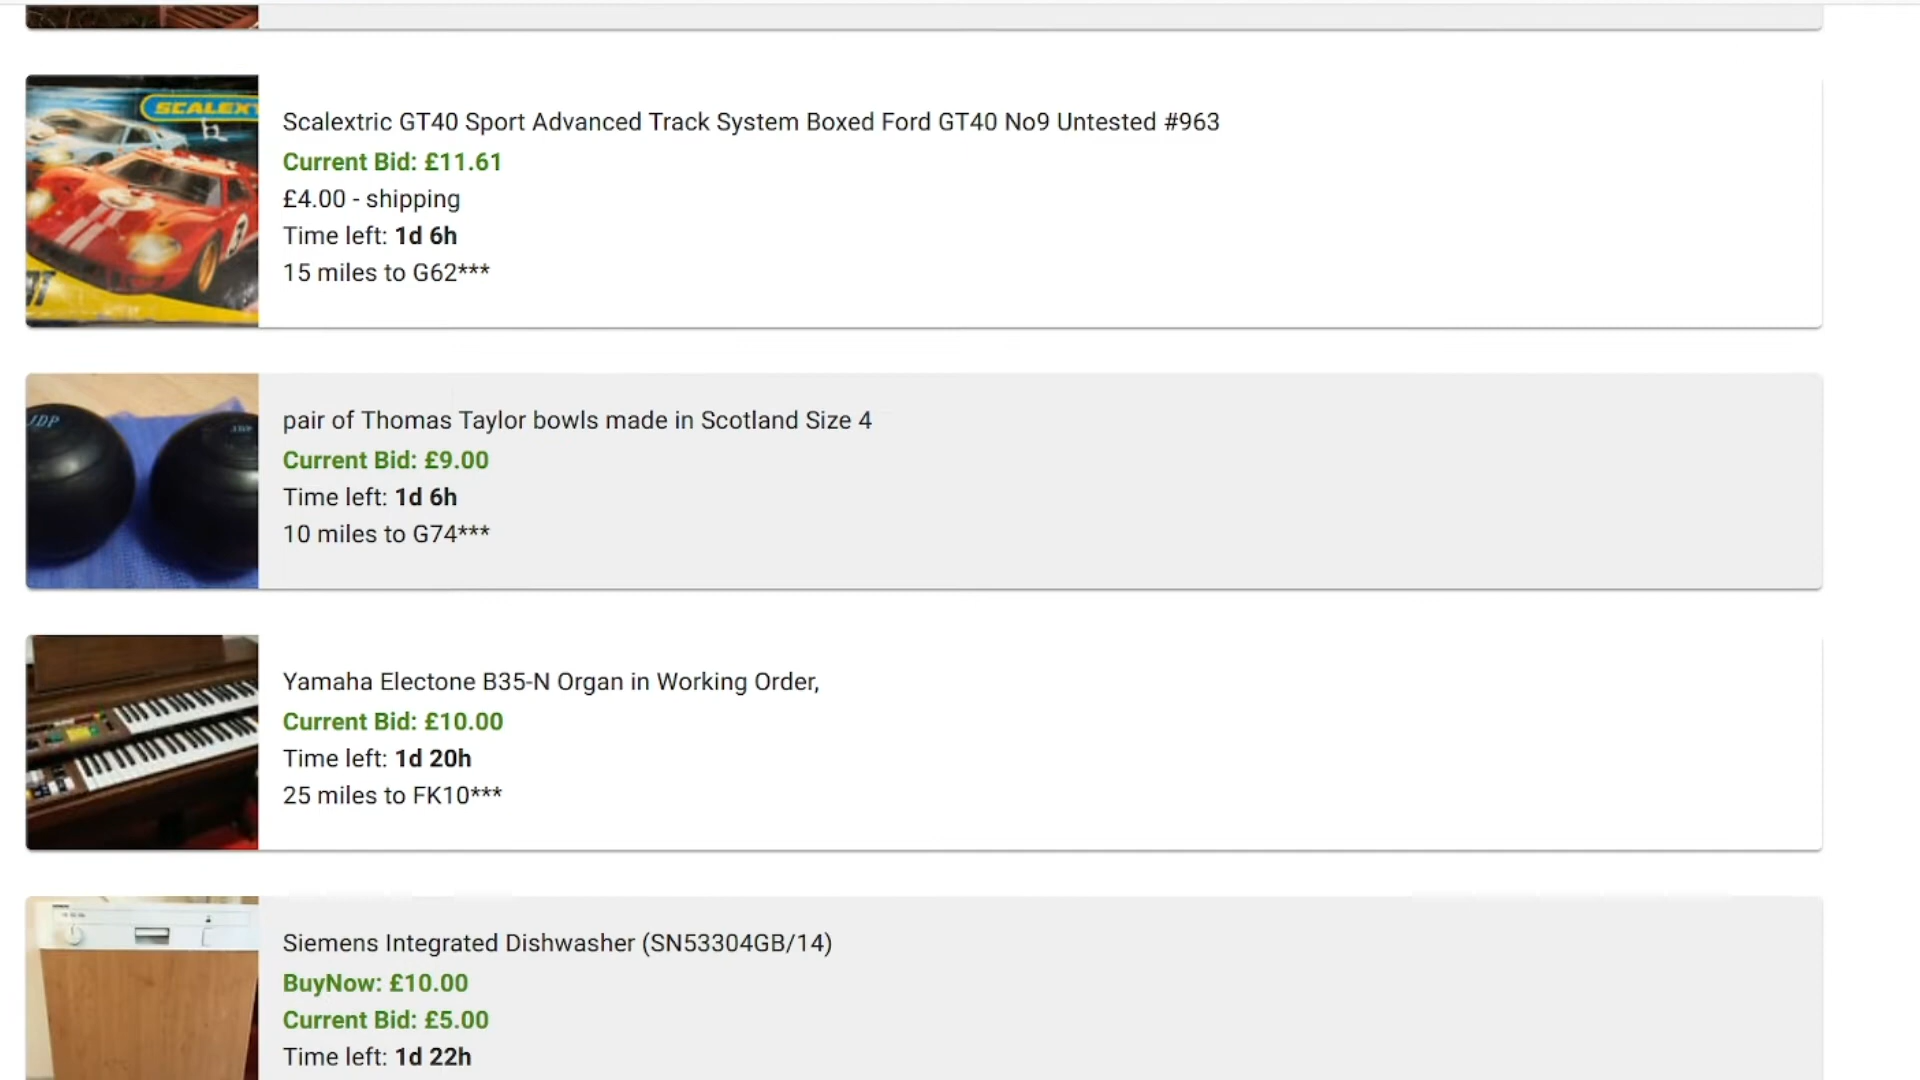 SCALEXT
Scalextric GT40 Sport Advanced Track System Boxed Ford GT40 No9 Untested #963
Current Bid: £11.61
£4.00 - shipping
Time left: 1d 6h
15 miles to G62***
JDP
JDP
pair of Thomas Taylor bowls made in Scotland Size 4
Current Bid: £9.00
Time left: 1d 6h
10 miles to G74***
Yamaha Electone B35-N Organ in Working Order,
Current Bid: £10.00
Time left: 1d 20h
25 miles to FK10***
Siemens Integrated Dishwasher (SN53304GB/14)
BuyNow: £10.00
Current Bid: £5.00
Time left: 1d 22h